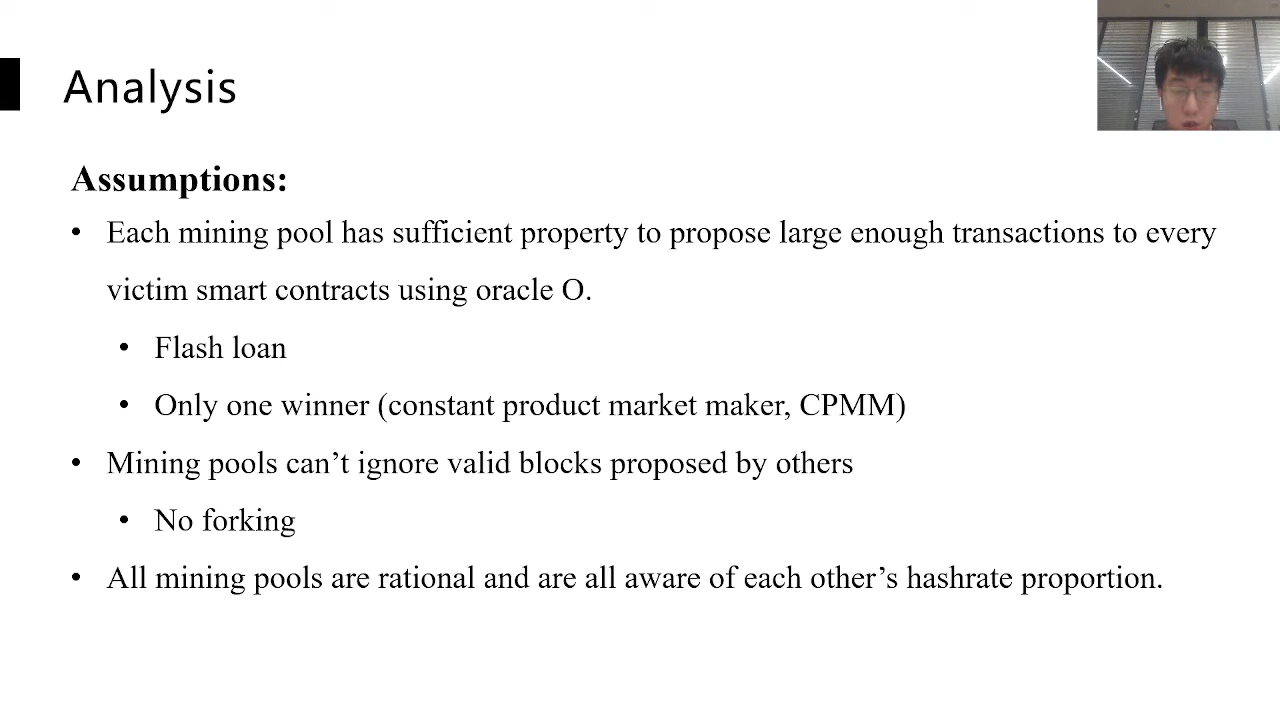 Analysis
Assumptions:
• Each mining pool has sufficient property to propose large enough transactions to every
victim smart contracts using oracle O.
• Flash loan
• Only one winner (constant product market maker, CPMM)
• Mining pools can’t ignore valid blocks proposed by others
• No forking
• All mining pools are rational and are all aware of each other’s hashrate proportion.